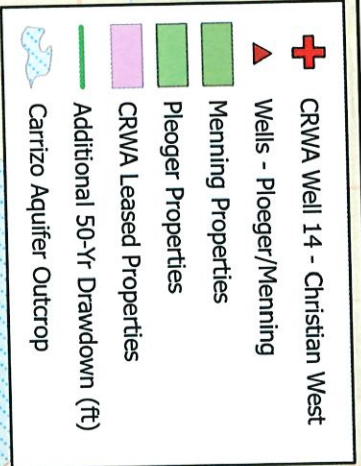 CRWA Well 14 - Christian West
Wells - Ploeger/Menning
Menning Properties
Pleoger Properties
CRWA Leased Properties
Additional 50-Yr Drawdown (ft)
Carrizo Aquifer Outcrop